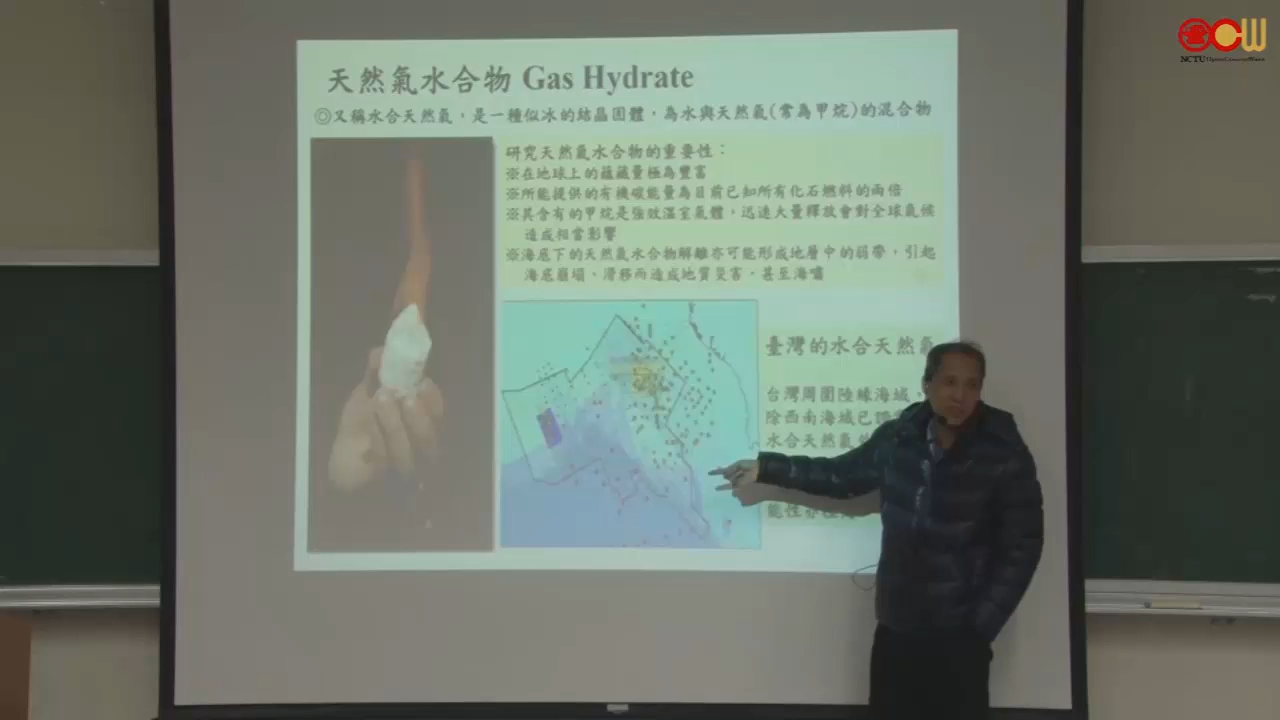 OCW
NCTU OpenCourseWare
天然氣水合物 Gas Hydrate
◎又稱水合天然氣，是一種似冰的結晶固體，為水與天然氣(常為甲烷)的混合物
研究天然氣水合物的重要性：
※在地球上的蘊藏量極為豐富
※所能提供的有機碳能量為目前已知所有化石燃料的兩倍
※其含有的甲烷是強效溫室氣體，迅速大量釋放會對全球氣候
造成相當影響
※海底下的天然氣水合物解離亦可能形成地層中的弱帶，引起
海底崩塌、滑移而造成地質災害，甚至海嘯
臺灣的水合天然氣
台灣周圍陸緣海域，
除西南海域已
水合天然氣
能性亦